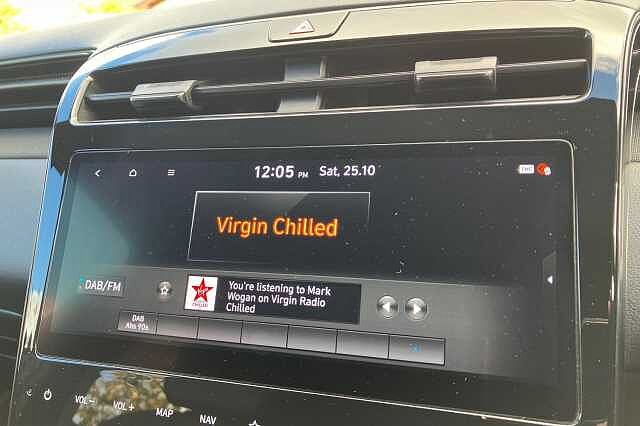 12:05 PM Sat, 25.10
Virgin Chilled
DAB/FM
CHILLED
You're listening to Mark
Wogan on Virgin Radio
Chilled
DAB
Abs 90s
VOL- VOL+ MAP NAV